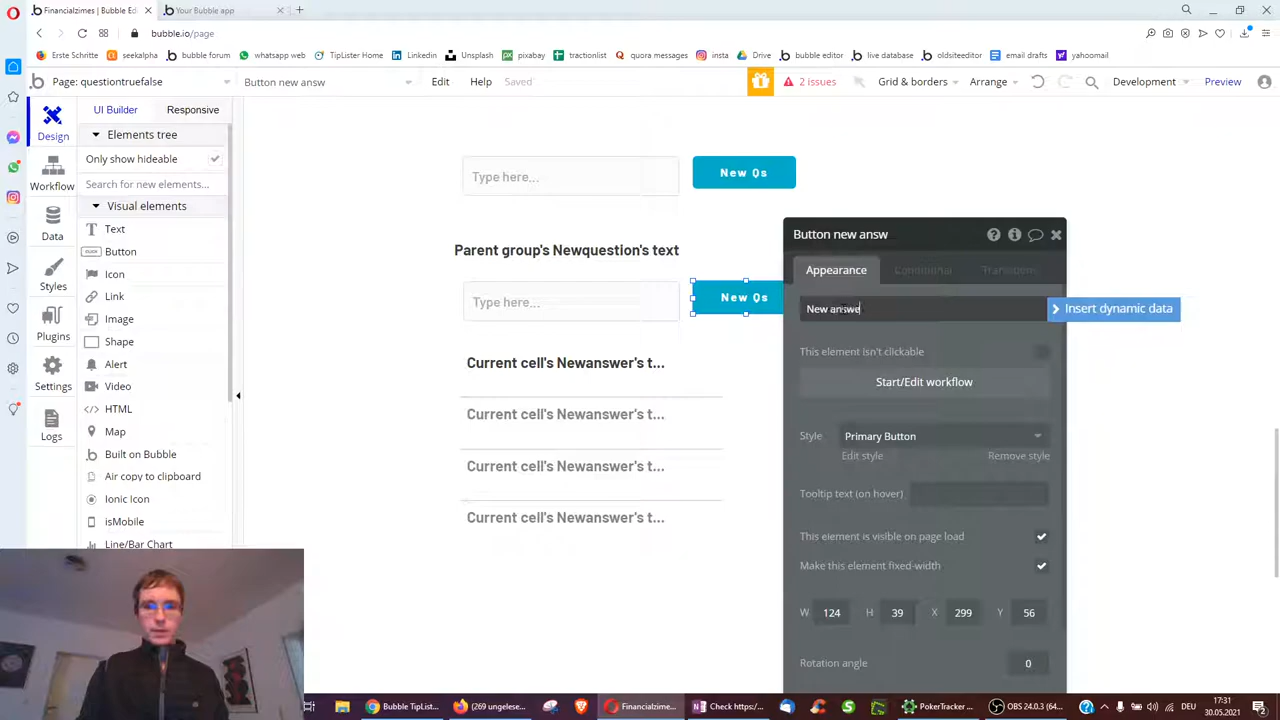 Financialzimes | Bubble Ed
Your Bubble app
bubble.io/page
Erste Schritte
seekalpha
bubble forum
whatsapp web
TipLister Home
Linkedin
Unsplash
pixabay
tractionlist
quora messages
insta
Drive
bubble editor
live database
oldsiteeditor
email drafts
yahoomail
Page: questiontruefalse
Button new answ
Edit
Help
Saved
2 issues
Grid & borders
Arrange
Development
Preview
Design
Workflow
Data
Styles
Plugins
Settings
Logs
UI Builder
Responsive
Elements tree
Only show hideable
Search for new elements...
Visual elements
Text
Button
Icon
Link
Image
Shape
Alert
Video
HTML
Map
Built on Bubble
Air copy to clipboard
Ionic Icon
isMobile
Line/Bar Chart
Type here...
New Qs
Parent group's Newquestion's text
Type here...
New Qs
Current cell's Newanswer's t...
Current cell's Newanswer's t...
Current cell's Newanswer's t...
Current cell's Newanswer's t...
Button new answ
Appearance
Conditional
Transitions
New answe
Insert dynamic data
This element isn't clickable
Start/Edit workflow
Style
Primary Button
Edit style
Remove style
Tooltip text (on hover)
This element is visible on page load
Make this element fixed-width
W 124 H 39 X 299 Y 56
Rotation angle
0
Bubble TipList...
(269 ungelese...
Financialzime...
Check https://...
PokerTracker ...
OBS 24.0.3 (64...
17:31
30.05.2021
2